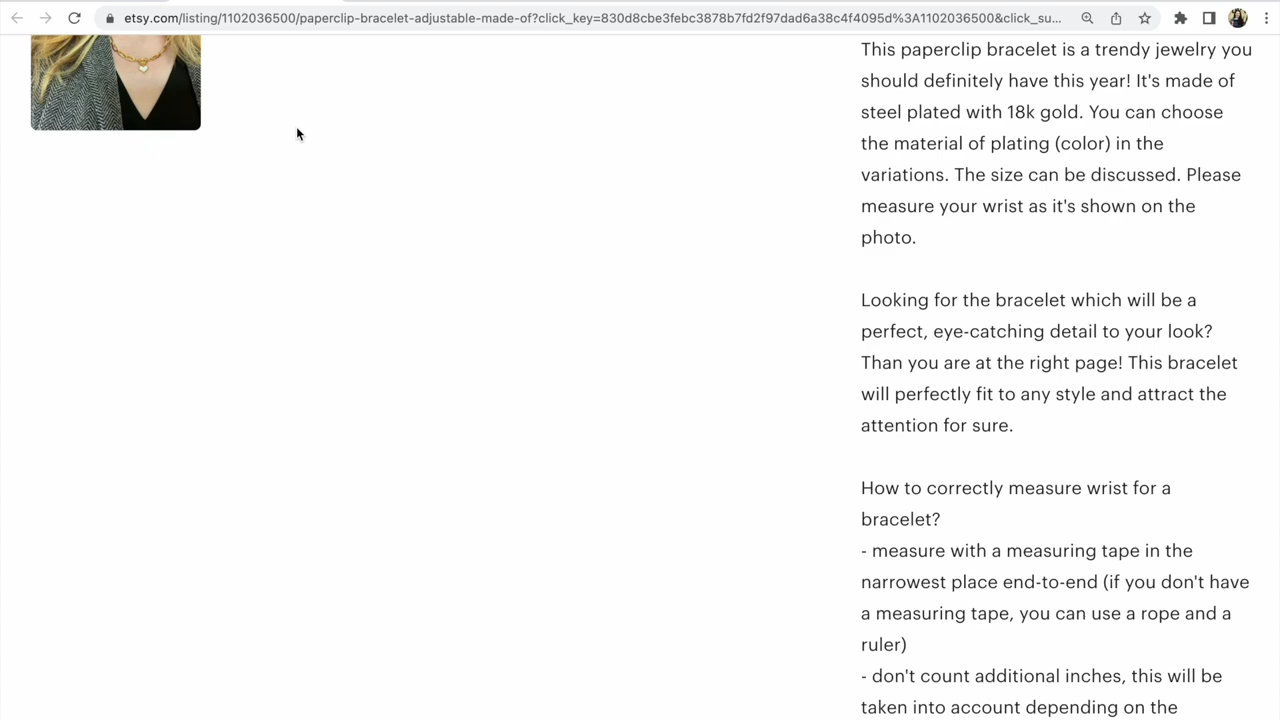 etsy.com/listing/1102036500/paperclip-bracelet-adjustable-made-of?click_key=830d8cbe3febc3878b7fd2f97dad6a38c4f4095d%3A1102036500&click_su...
This paperclip bracelet is a trendy jewelry you
should definitely have this year! It's made of
steel plated with 18k gold. You can choose
the material of plating (color) in the
variations. The size can be discussed. Please
measure your wrist as it's shown on the
photo.
Looking for the bracelet which will be a
perfect, eye-catching detail to your look?
Than you are at the right page! This bracelet
will perfectly fit to any style and attract the
attention for sure.
How to correctly measure wrist for a
bracelet?
- measure with a measuring tape in the
narrowest place end-to-end (if you don't have
a measuring tape, you can use a rope and a
ruler)
- don't count additional inches, this will be
taken into account depending on the